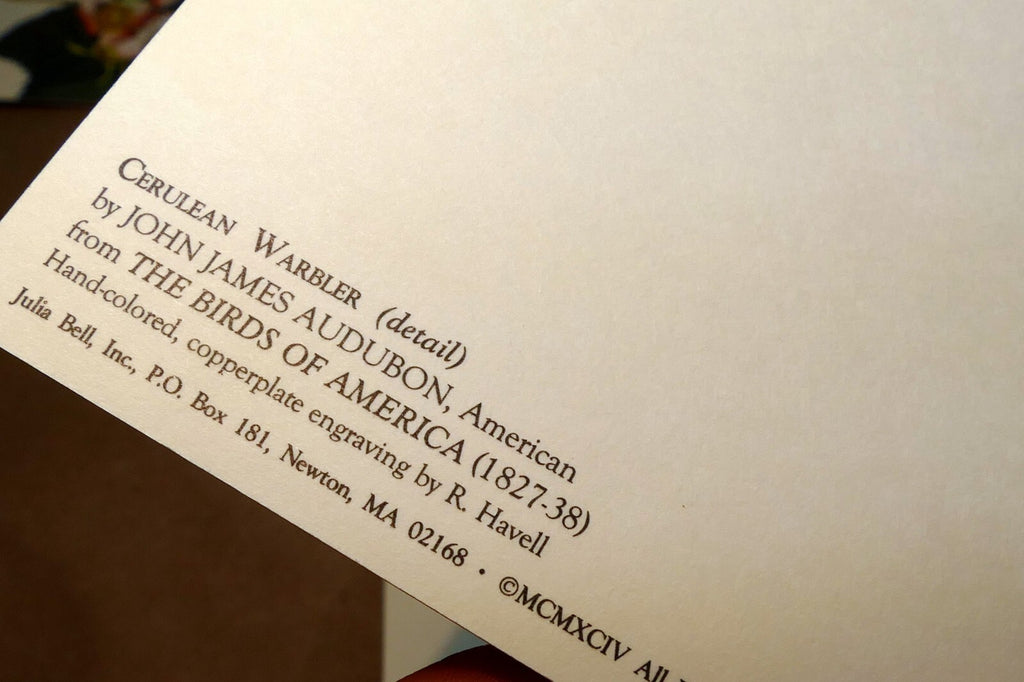 CERULEAN WARBLER (detail)
by JOHN JAMES AUDUBON, American
from THE BIRDS OF AMERICA (1827-38)
Hand-colored, copperplate engraving by R. Havell
Julia Bell, Inc., P.O. Box 181, Newton, MA 02168 • ©MCMXCIV All